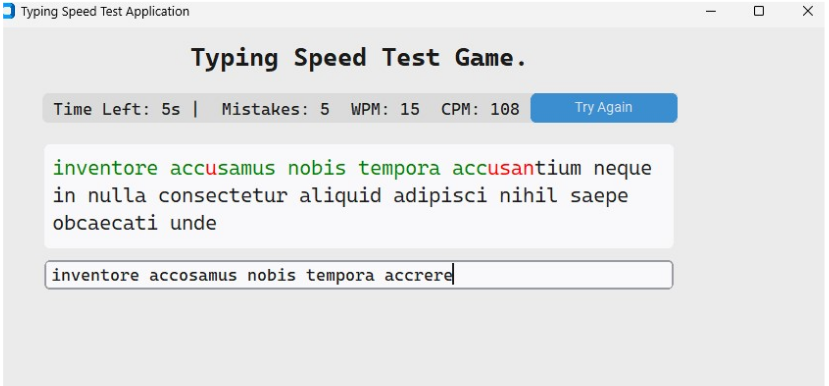 Typing Speed Test Application
Typing Speed Test Game.
Time Left: 5s | Mistakes: 5 WPM: 15 CPM: 108 Try Again
inventore accusamus nobis tempora accusantium neque
in nulla consectetur aliquid adipisci nihil saepe
obcaecati unde
inventore accosamus nobis tempora accrere